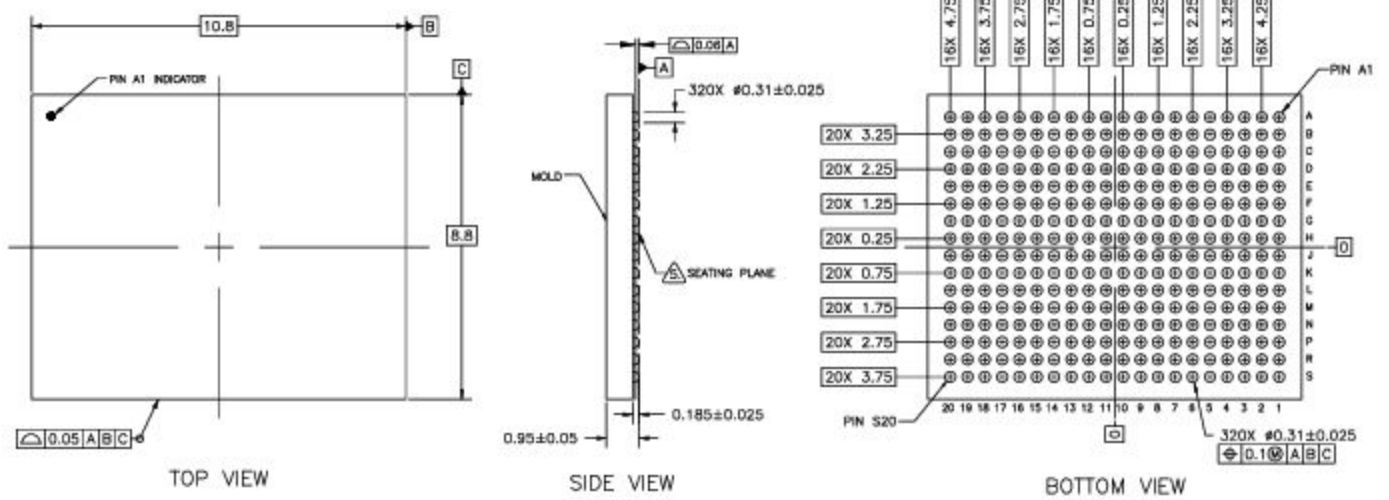 10.8
B
PIN A1 INDICATOR
C
8.8
0.05 A B C
TOP VIEW
0.06 A
A
320X ø0.31±0.025
MOLD
S SEATING PLANE
0.185±0.025
0.95±0.05
SIDE VIEW
16X 4.75
16X 3.75
16X 2.75
16X 1.75
16X 0.75
16X 0.25
16X 1.25
16X 2.25
16X 3.25
16X 4.25
PIN A1
20X 3.25
20X 2.25
20X 1.25
20X 0.25
20X 0.75
20X 1.75
20X 2.75
20X 3.75
A
B
C
D
E
F
G
H
J
K
L
M
N
P
R
S
D
20 19 18 17 16 15 14 13 12 11 10 9 8 7 6 5 4 3 2 1
PIN S20
320X ø0.31±0.025
0.1Ⓜ A B C
BOTTOM VIEW